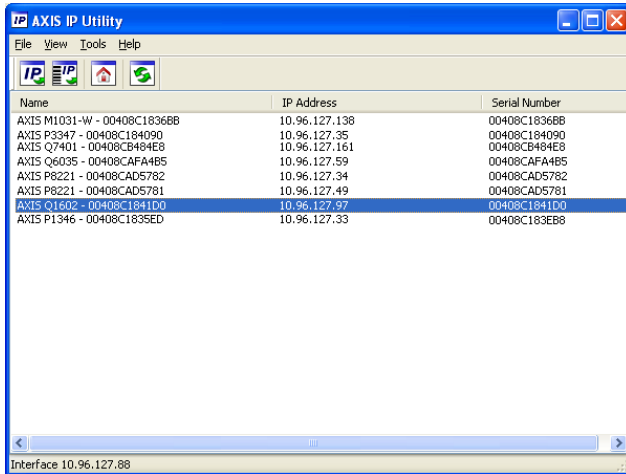 IP AXIS IP Utility
File View Tools Help
IP IP
Name IP Address Serial Number
AXIS M1031-W - 00408C1836BB 10.96.127.138 00408C1836BB
AXIS P3347 - 00408C184090 10.96.127.35 00408C184090
AXIS Q7401 - 00408CB484E8 10.96.127.161 00408CB484E8
AXIS Q6035 - 00408CAFA4B5 10.96.127.59 00408CAFA4B5
AXIS P8221 - 00408CAD5782 10.96.127.34 00408CAD5782
AXIS P8221 - 00408CAD5781 10.96.127.49 00408CAD5781
AXIS Q1602 - 00408C1841D0 10.96.127.97 00408C1841D0
AXIS P1346 - 00408C1835ED 10.96.127.33 00408C183EB8
Interface 10.96.127.88